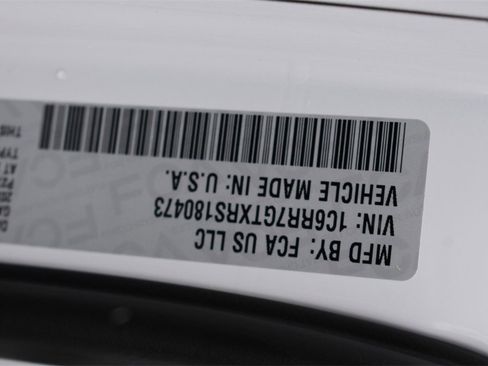 MFD BY: FCA US LLC
VIN: 1C6RR7GTXRS180473
VEHICLE MADE IN: U.S.A.